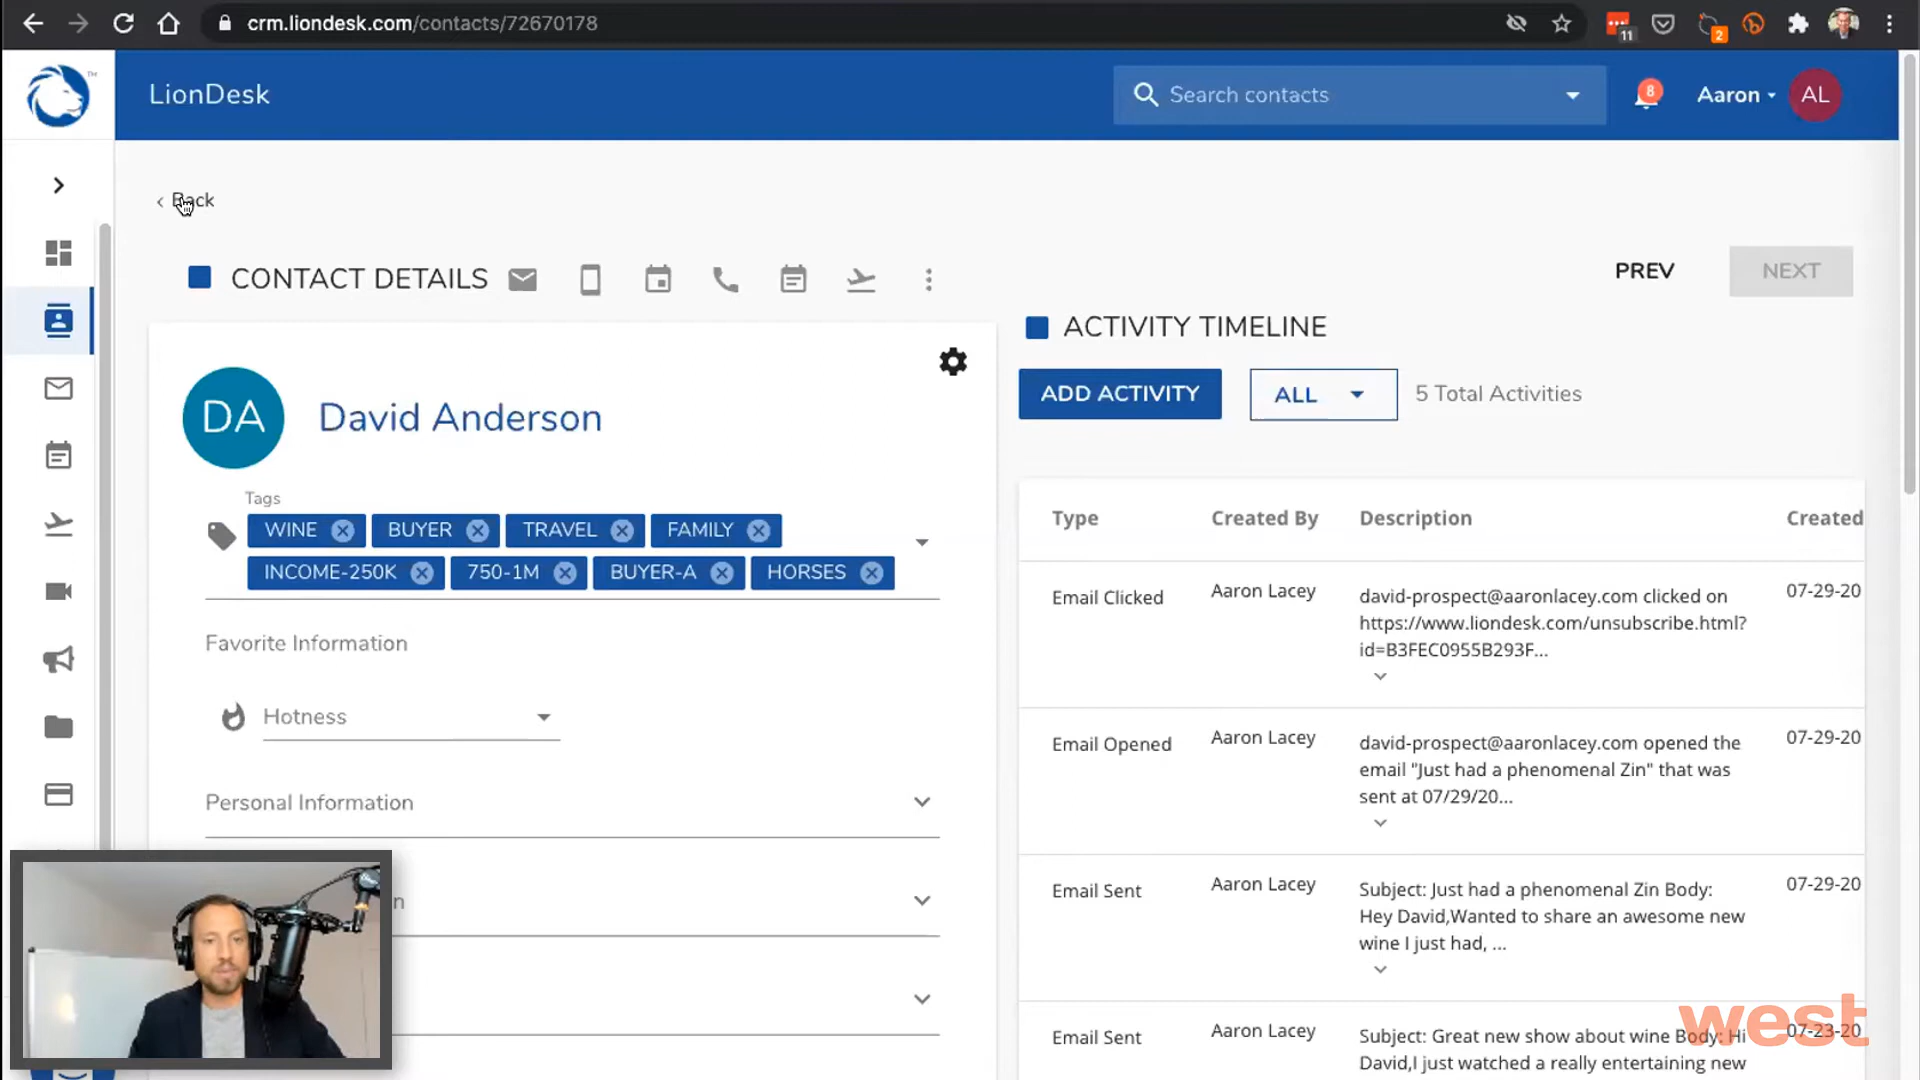 crm.liondesk.com/contacts/72670178
11
2
LionDesk
Search contacts
8
Aaron
AL
Back
CONTACT DETAILS
PREV
NEXT
ACTIVITY TIMELINE
ADD ACTIVITY
ALL
5 Total Activities
DA
David Anderson
Tags
WINE
BUYER
TRAVEL
FAMILY
INCOME-250K
750-1M
BUYER-A
HORSES
Favorite Information
Hotness
Personal Information
n
Type
Created By
Description
Created
Email Clicked
Aaron Lacey
david-prospect@aaronlacey.com clicked on
https://www.liondesk.com/unsubscribe.html?
id=B3FEC0955B293F...
07-29-20
Email Opened
Aaron Lacey
david-prospect@aaronlacey.com opened the
email "Just had a phenomenal Zin" that was
sent at 07/29/20...
07-29-20
Email Sent
Aaron Lacey
Subject: Just had a phenomenal Zin Body:
Hey David,Wanted to share an awesome new
wine I just had, ...
07-29-20
Email Sent
Aaron Lacey
Subject: Great new show about wine Body: Hi
David,I just watched a really entertaining new
07-23-20
west